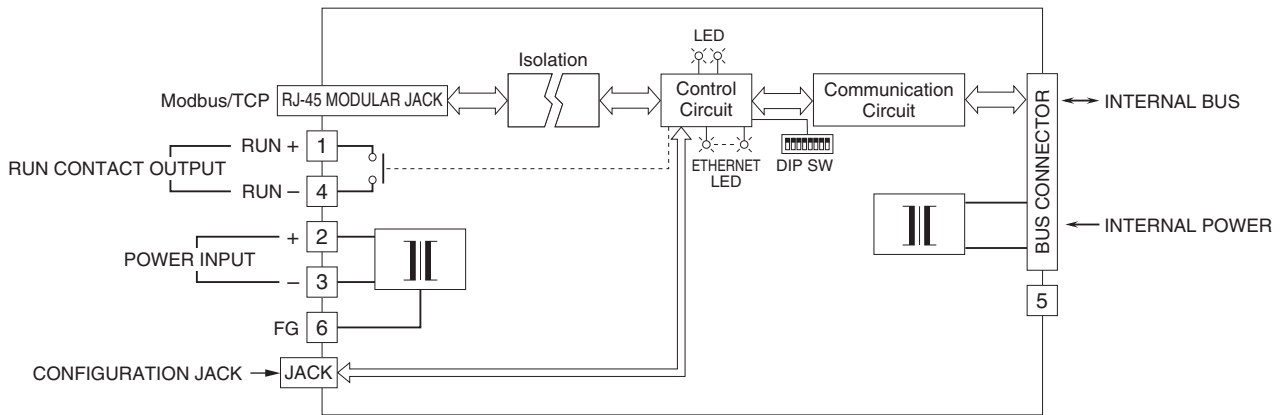 LED
Isolation
Modbus/TCP
RJ-45 MODULAR JACK
Control
Circuit
Communication
Circuit
BUS CONNECTOR
INTERNAL BUS
RUN +
1
RUN CONTACT OUTPUT
RUN –
4
ETHERNET
LED
DIP SW
+
2
POWER INPUT
–
3
INTERNAL POWER
5
FG
6
CONFIGURATION JACK
JACK